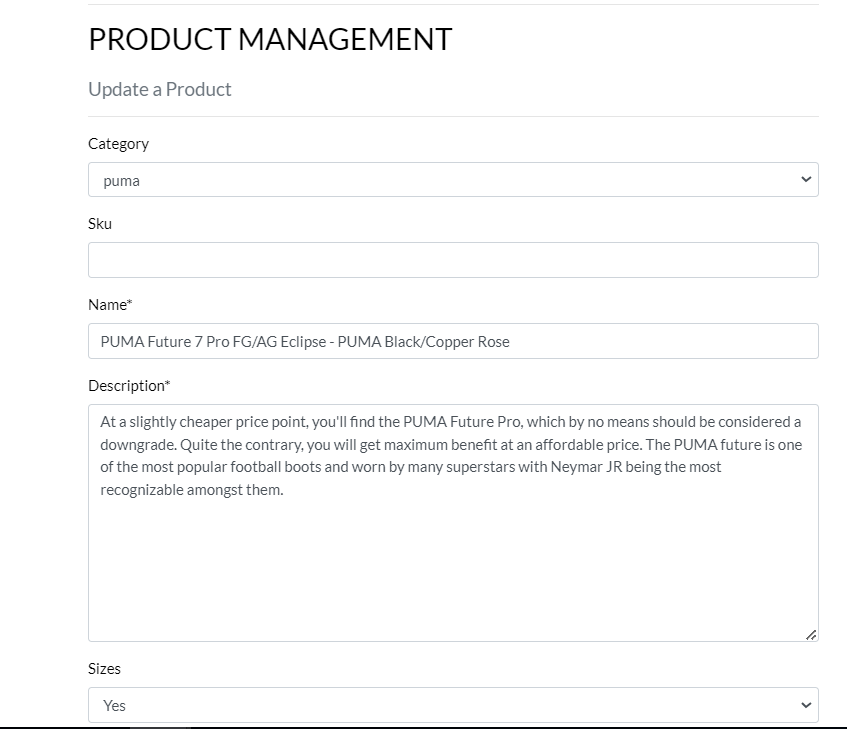 PRODUCT MANAGEMENT
Update a Product
Category
puma
Sku
Name*
PUMA Future 7 Pro FG/AG Eclipse - PUMA Black/Copper Rose
Description*
At a slightly cheaper price point, you'll find the PUMA Future Pro, which by no means should be considered a
downgrade. Quite the contrary, you will get maximum benefit at an affordable price. The PUMA future is one
of the most popular football boots and worn by many superstars with Neymar JR being the most
recognizable amongst them.
Sizes
Yes